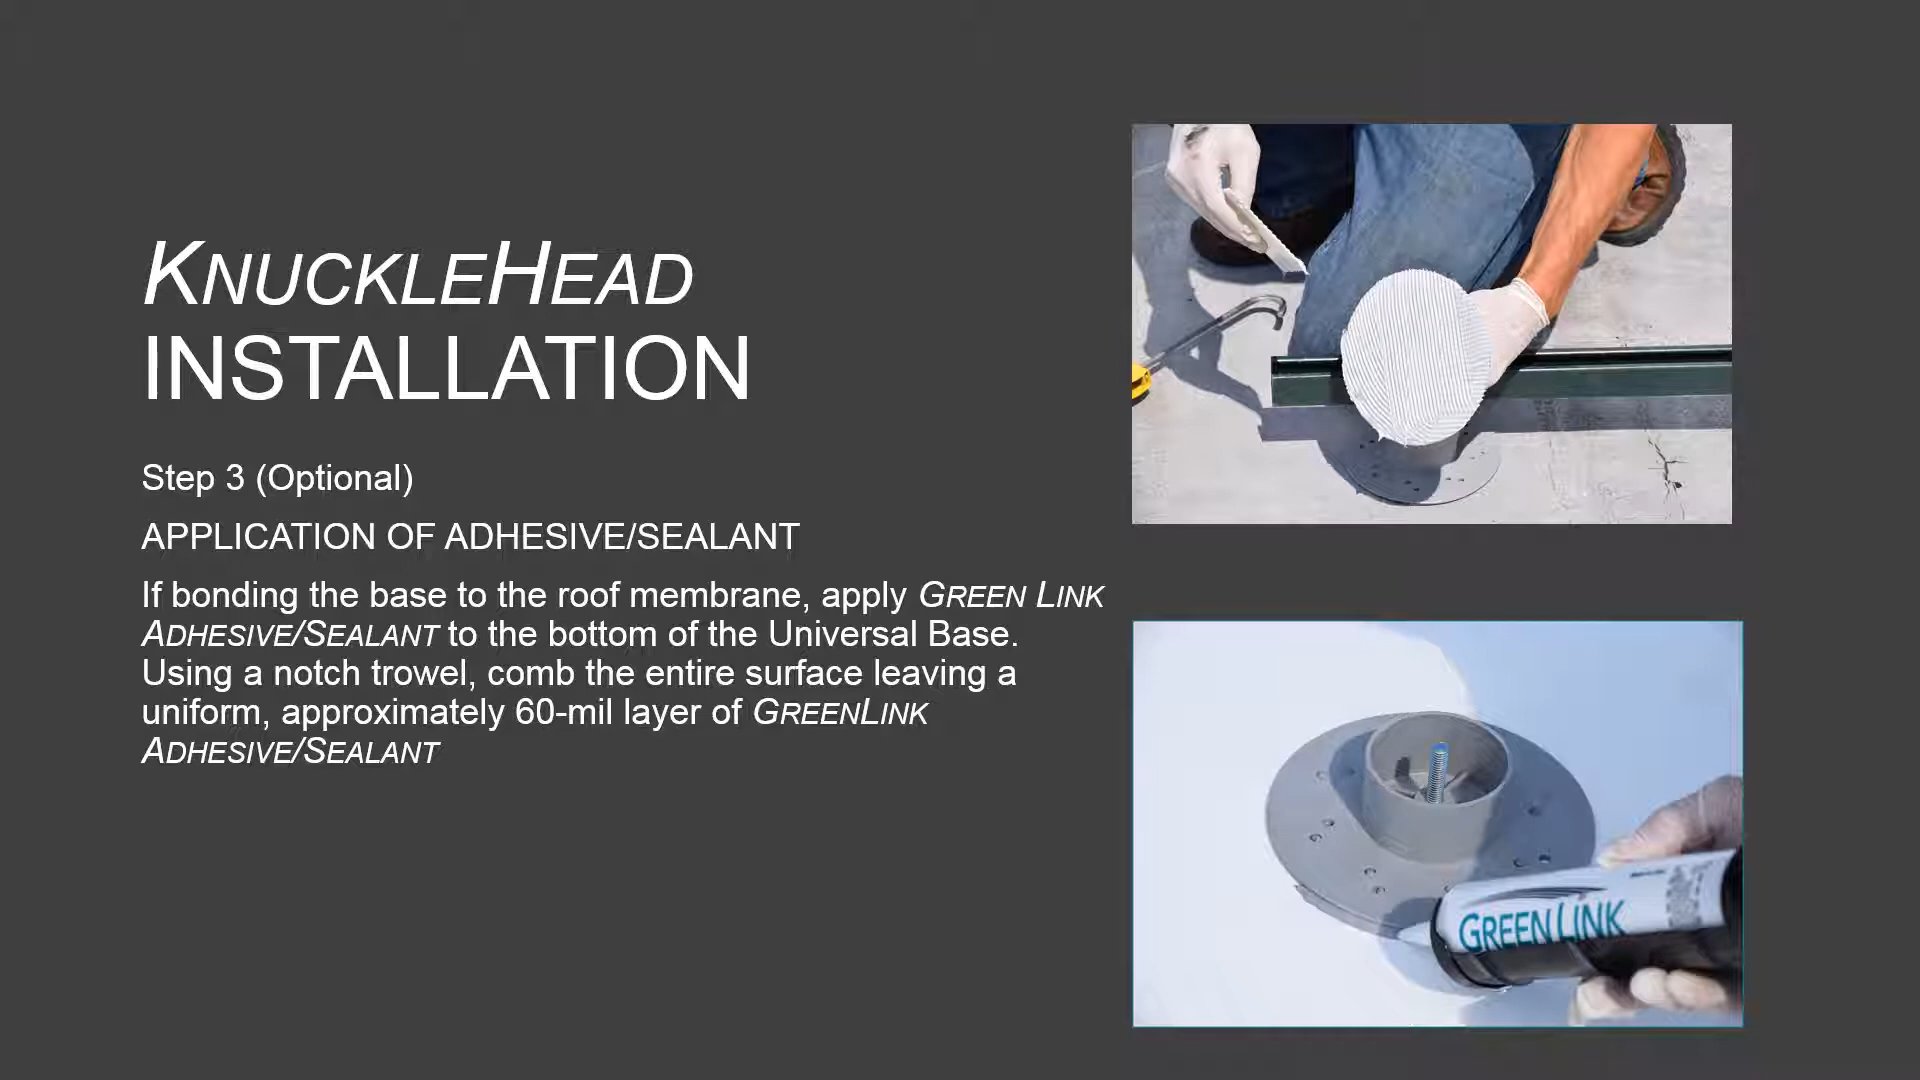 KNUCKLEHEAD
INSTALLATION
Step 3 (Optional)
APPLICATION OF ADHESIVE/SEALANT
If bonding the base to the roof membrane, apply GREEN LINK
ADHESIVE/SEALANT to the bottom of the Universal Base.
Using a notch trowel, comb the entire surface leaving a
uniform, approximately 60-mil layer of GREENLINK
ADHESIVE/SEALANT
GREEN LINK